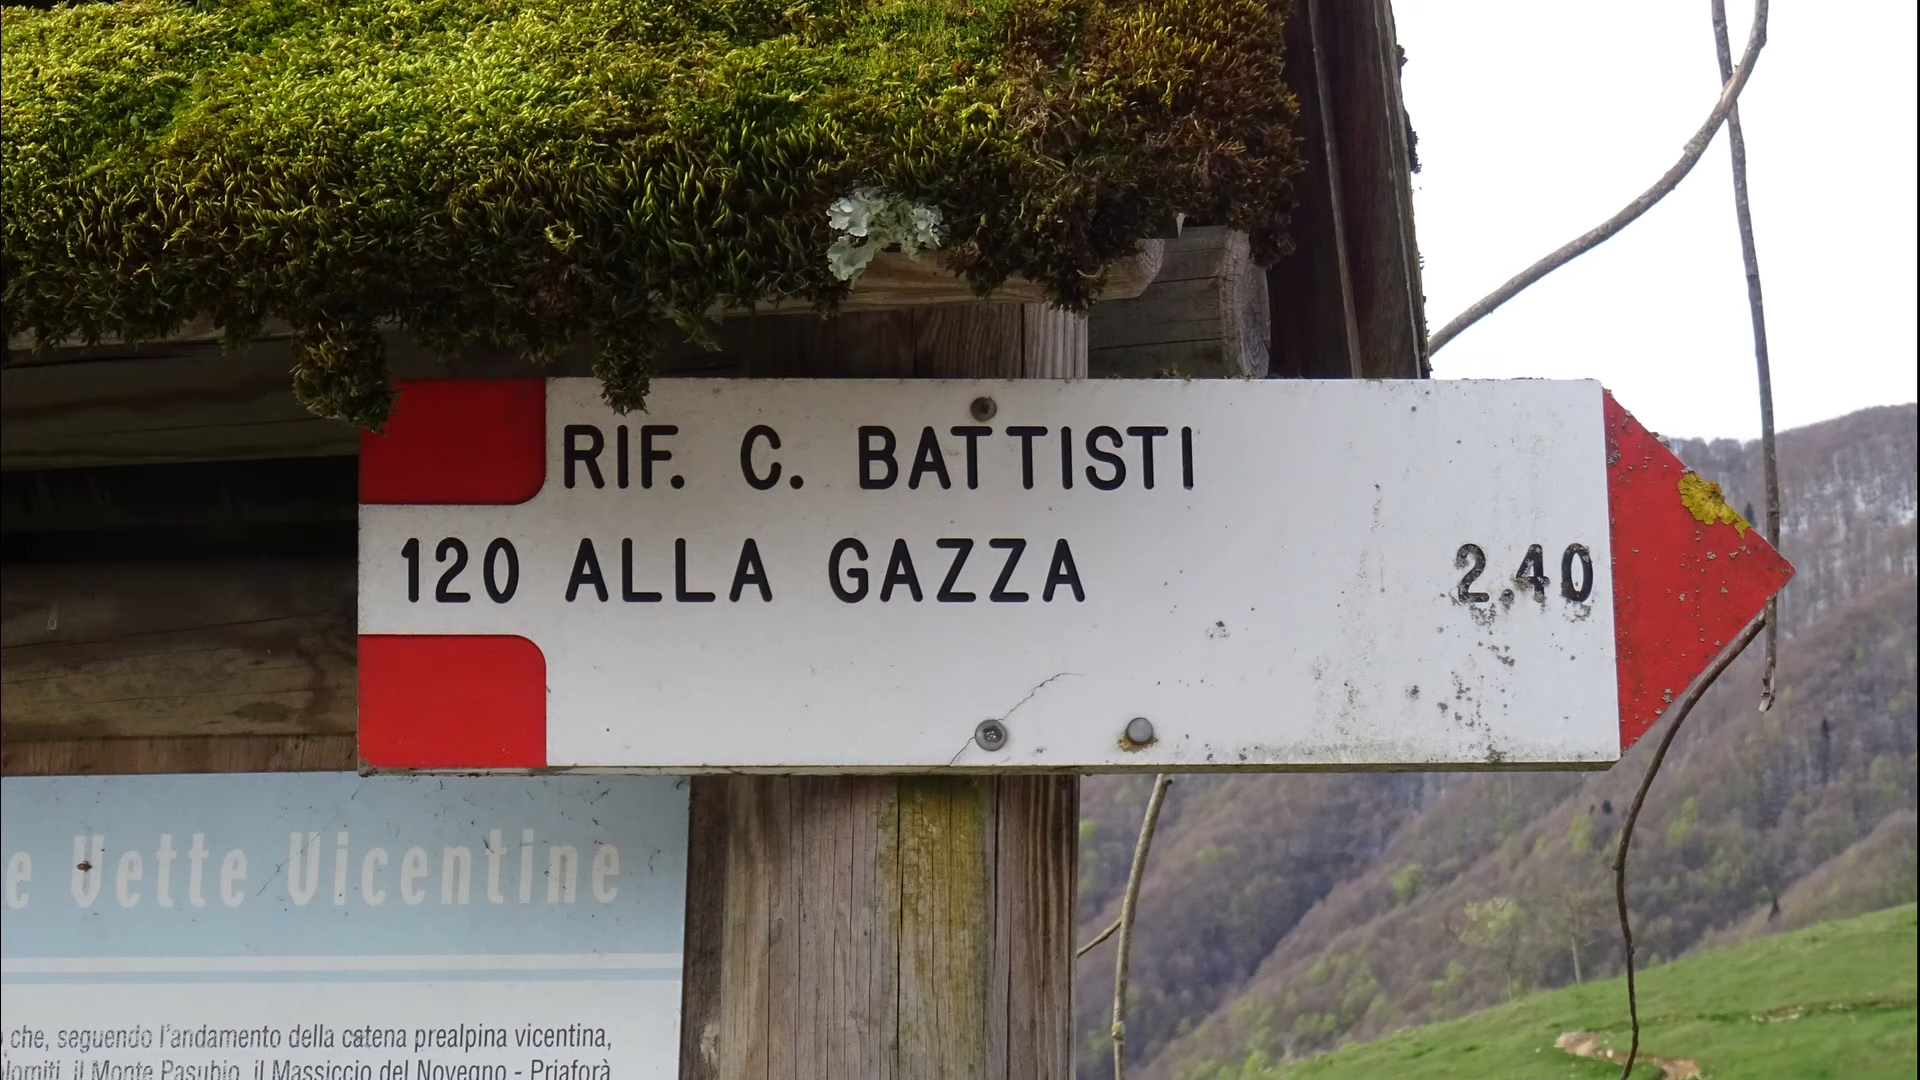 RIF. C. BATTISTI
120 ALLA GAZZA 2.40
e Vette Vicentine
che, seguendo l'andamento della catena prealpina vicentina,
lomiti, il Monte Pasubio, il Massiccio del Novegno - Priaforà